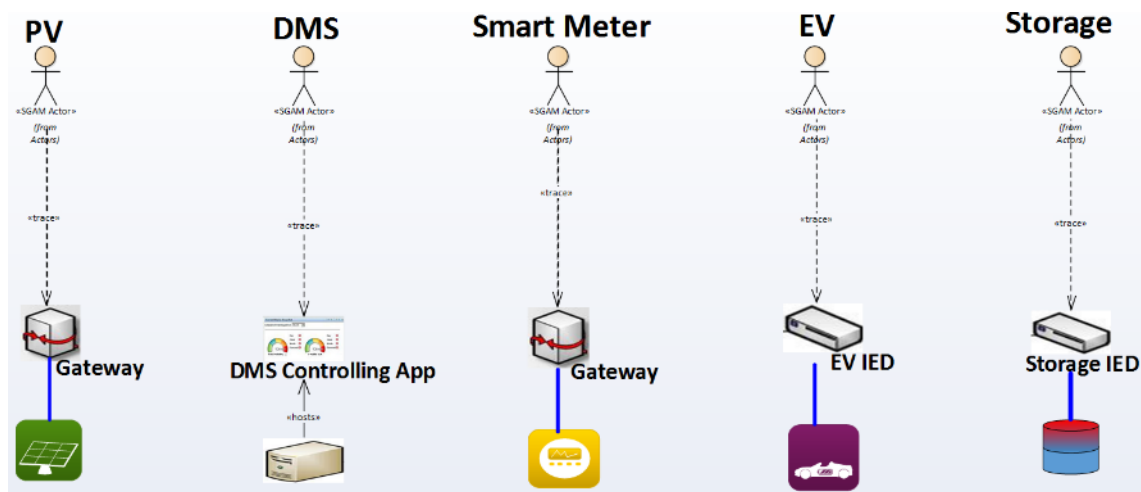 PV
DMS
Smart Meter
EV
Storage
«SGAM Actor»
«SGAM Actor»
«SGAM Actor»
«SGAM Actor»
«SGAM Actor»
(from
Actors)
(from
Actors)
(from
Actors)
(from
Actors)
(from
Actors)
«trace»
«trace»
«trace»
«trace»
«trace»
Gateway
DMS Controlling App
Gateway
EV IED
Storage IED
«hosts»